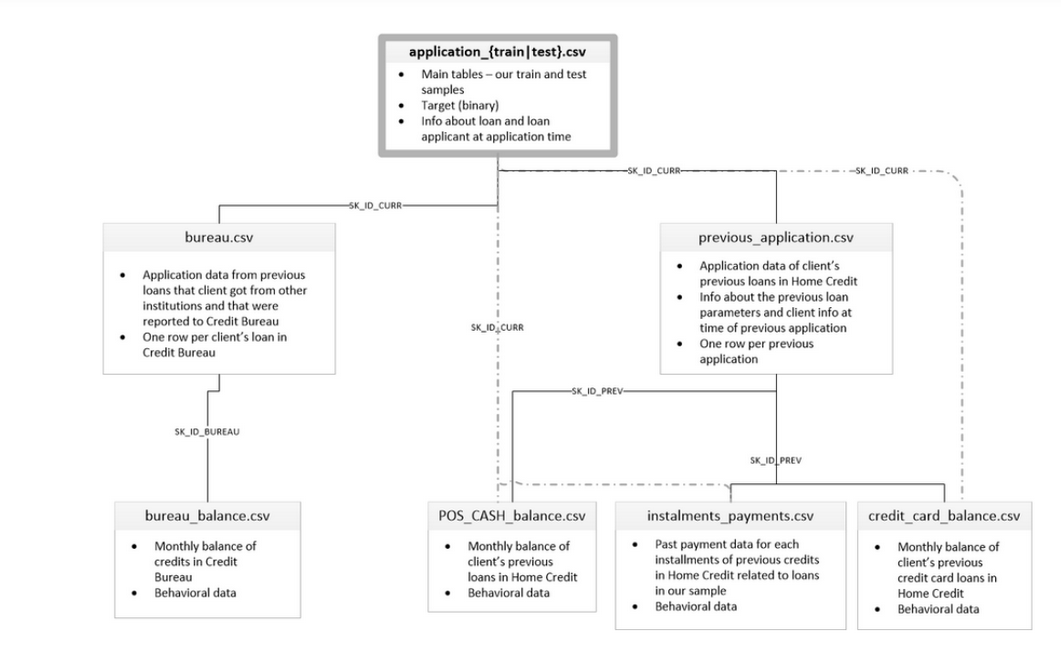 application_{train|test}.csv
• Main tables – our train and test
samples
• Target (binary)
• Info about loan and loan
applicant at application time
SK_ID_CURR
SK_ID_CURR
SK_ID_CURR
bureau.csv
• Application data from previous
loans that client got from other
institutions and that were
reported to Credit Bureau
• One row per client's loan in
Credit Bureau
previous_application.csv
• Application data of client's
previous loans in Home Credit
• Info about the previous loan
parameters and client info at
time of previous application
• One row per previous
application
SK_ID_CURR
SK_ID_PREV
SK_ID_BUREAU
SK_ID_PREV
bureau_balance.csv
• Monthly balance of
credits in Credit
Bureau
• Behavioral data
POS_CASH_balance.csv
• Monthly balance of
client's previous
loans in Home Credit
• Behavioral data
instalments_payments.csv
• Past payment data for each
installments of previous credits
in Home Credit related to loans
in our sample
• Behavioral data
credit_card_balance.csv
• Monthly balance of
client's previous
credit card loans in
Home Credit
• Behavioral data